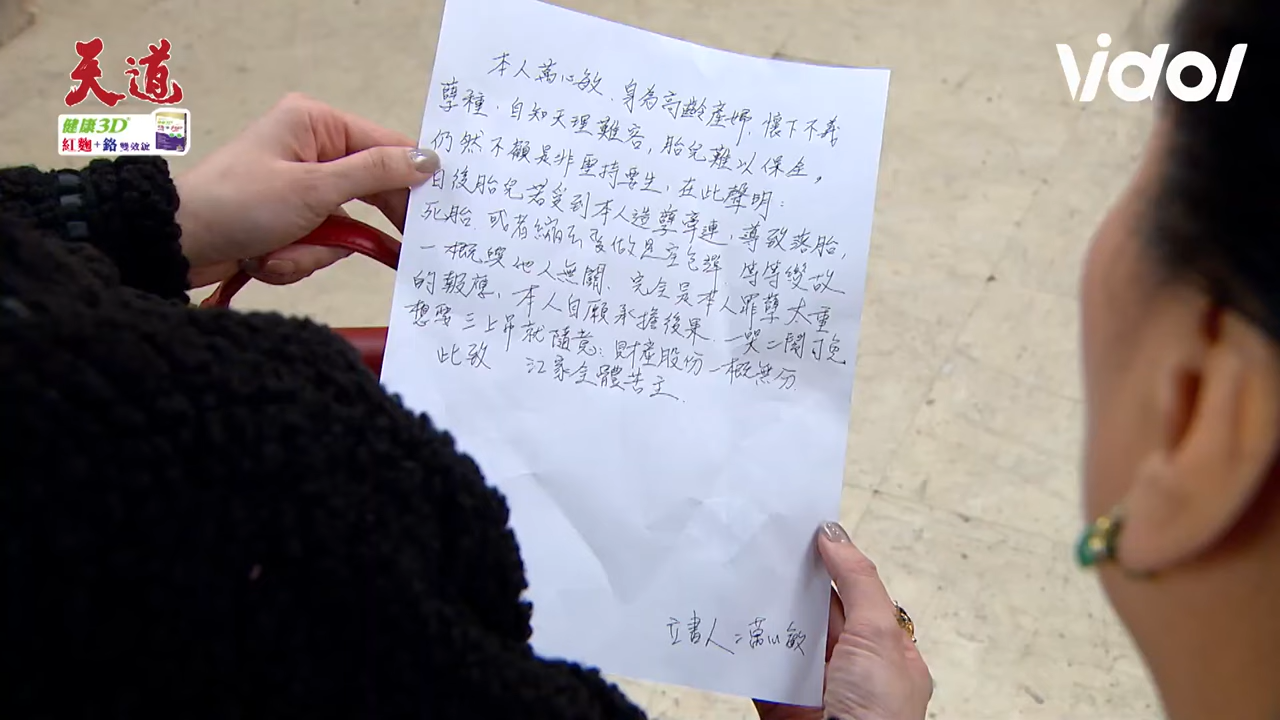 天道
健康3D®
紅麴+鉻 雙效錠
Vidol
本人萬心敏、身為高齡產婦,懷下不義
孽種,自知天理難容,胎兒難以保全,
仍然不顧是非堅持要生,在此聲明:
日後胎兒若受到本人造孽牽連,導致落胎,
死胎、或者 等等變故
一概與他人無關、完全是本人罪孽太重
的報應,本人自願承擔後果、一哭二鬧可免
想要三上吊就隨意;財產股份一概無分
此致 江家全體苦主
立書人:萬心敏